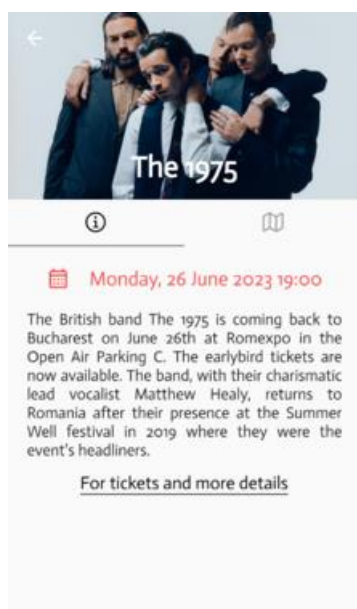 The 1975
Monday, 26 June 2023 19:00
The British band The 1975 is coming back to
Bucharest on June 26th at Romexpo in the
Open Air Parking C. The earlybird tickets are
now available. The band, with their charismatic
lead vocalist Matthew Healy, returns to
Romania after their presence at the Summer
Well festival in 2019 where they were the
event's headliners.
For tickets and more details